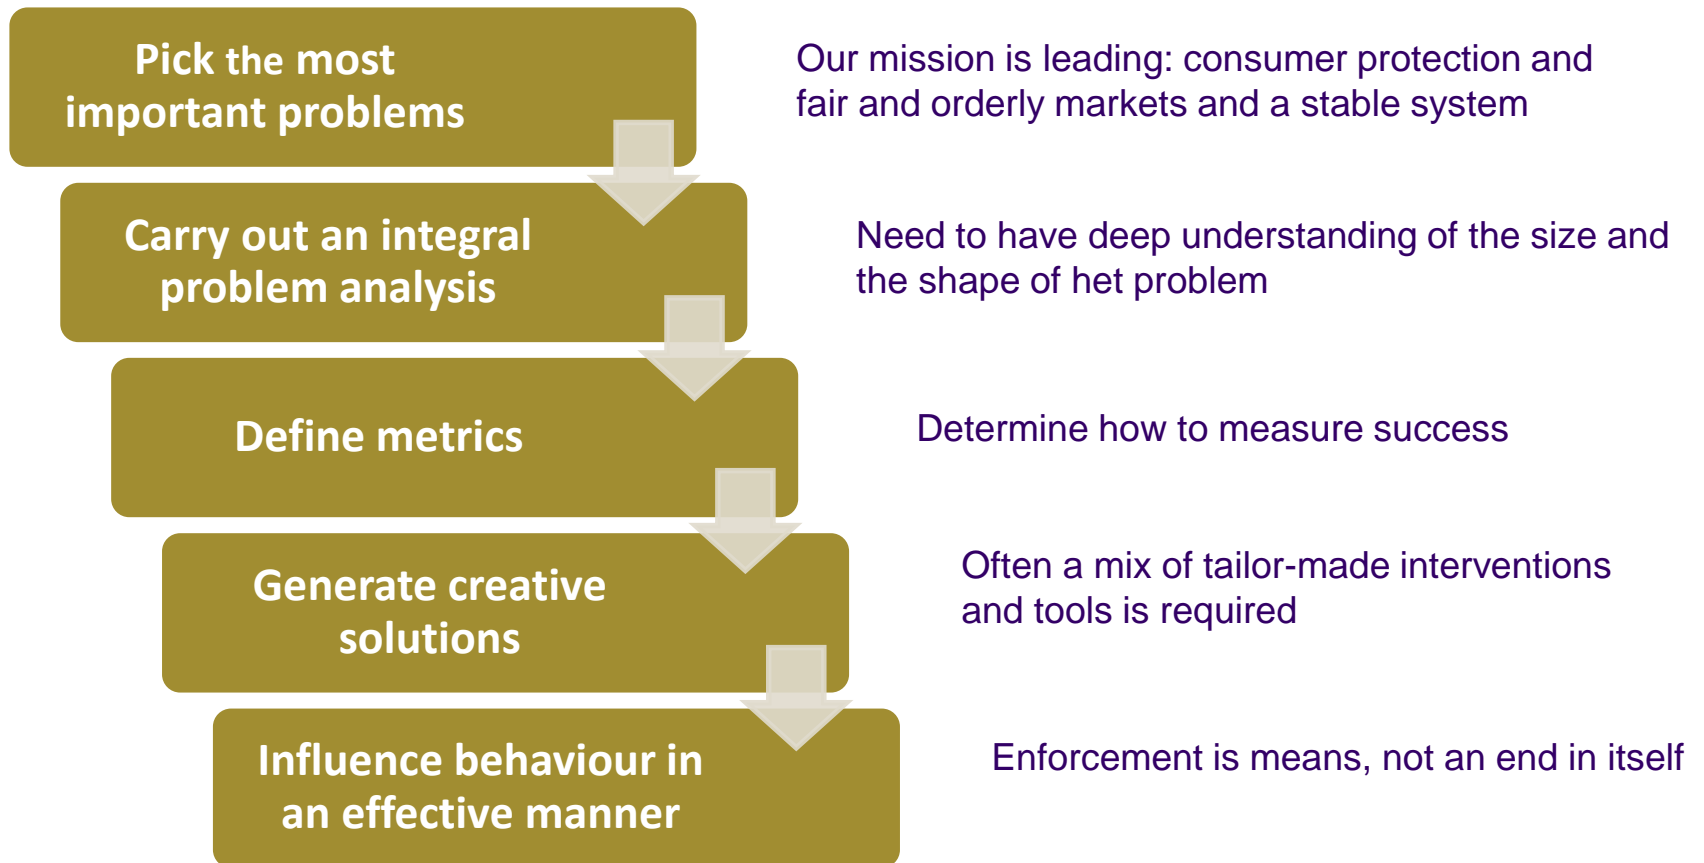 Pick the most
important problems
Our mission is leading: consumer protection and
fair and orderly markets and a stable system
Carry out an integral
problem analysis
Need to have deep understanding of the size and
the shape of het problem
Define metrics
Determine how to measure success
Generate creative
solutions
Often a mix of tailor-made interventions
and tools is required
Influence behaviour in
an effective manner
Enforcement is means, not an end in itself